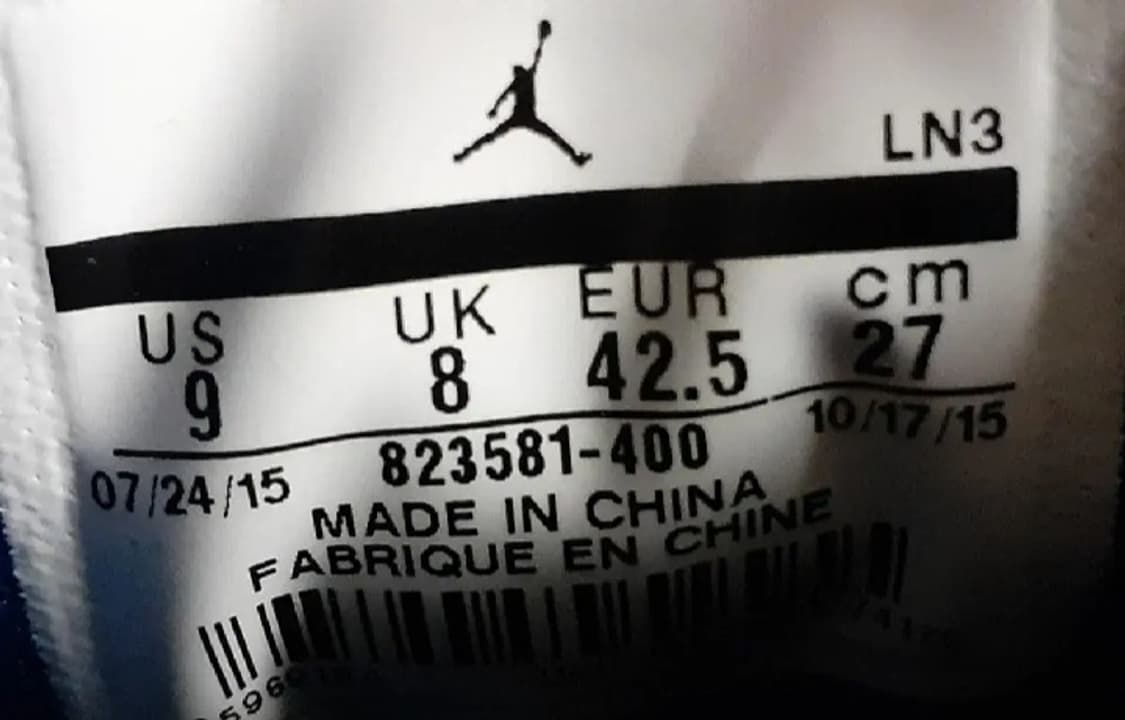 LN3
US UK EUR cm
9 8 42.5 27
07/24/15 823581-400 10/17/15
MADE IN CHINA
FABRIQUE EN CHINE